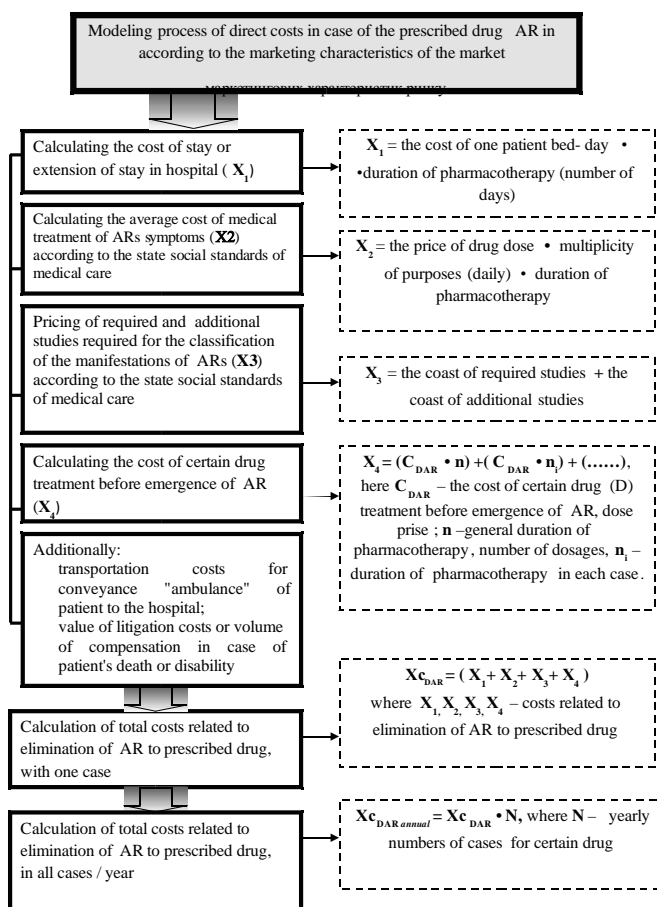 Modeling process of direct costs in case of the prescribed drug AR in
according to the marketing characteristics of the market
маркетингових характеристик ринку
Calculating the cost of stay or
extension of stay in hospital ( X1)
X1 = the cost of one patient bed- day •
•duration of pharmacotherapy (number of
days)
Calculating the average cost of medical
treatment of ARs symptoms (X2)
according to the state social standards of
medical care
X2 = the price of drug dose • multiplicity
of purposes (daily) • duration of
pharmacotherapy
Pricing of required and additional
studies required for the classification
of the manifestations of ARs (X3)
according to the state social standards
of medical care
X3 = the coast of required studies + the
coast of additional studies
Calculating the cost of certain drug
treatment before emergence of AR
(X4)
X4 = (CDAR • n) +( CDAR • ni) + (……),
here CDAR – the cost of certain drug (D)
treatment before emergence of AR, dose
prise ; n –general duration of
pharmacotherapy, number of dosages, ni –
duration of pharmacotherapy in each case.
Additionally:
transportation costs for
conveyance "ambulance" of
patient to the hospital;
value of litigation costs or volume
of compensation in case of
patient's death or disability
XcDAR = ( X1+ X2+ X3+ X4 )
where X1, X2, X3, X4 – costs related to
elimination of AR to prescribed drug
Calculation of total costs related to
elimination of AR to prescribed drug,
with one case
Calculation of total costs related to
elimination of AR to prescribed drug,
in all cases / year
XcDAR annual = XcDAR • N, where N – yearly
numbers of cases for certain drug